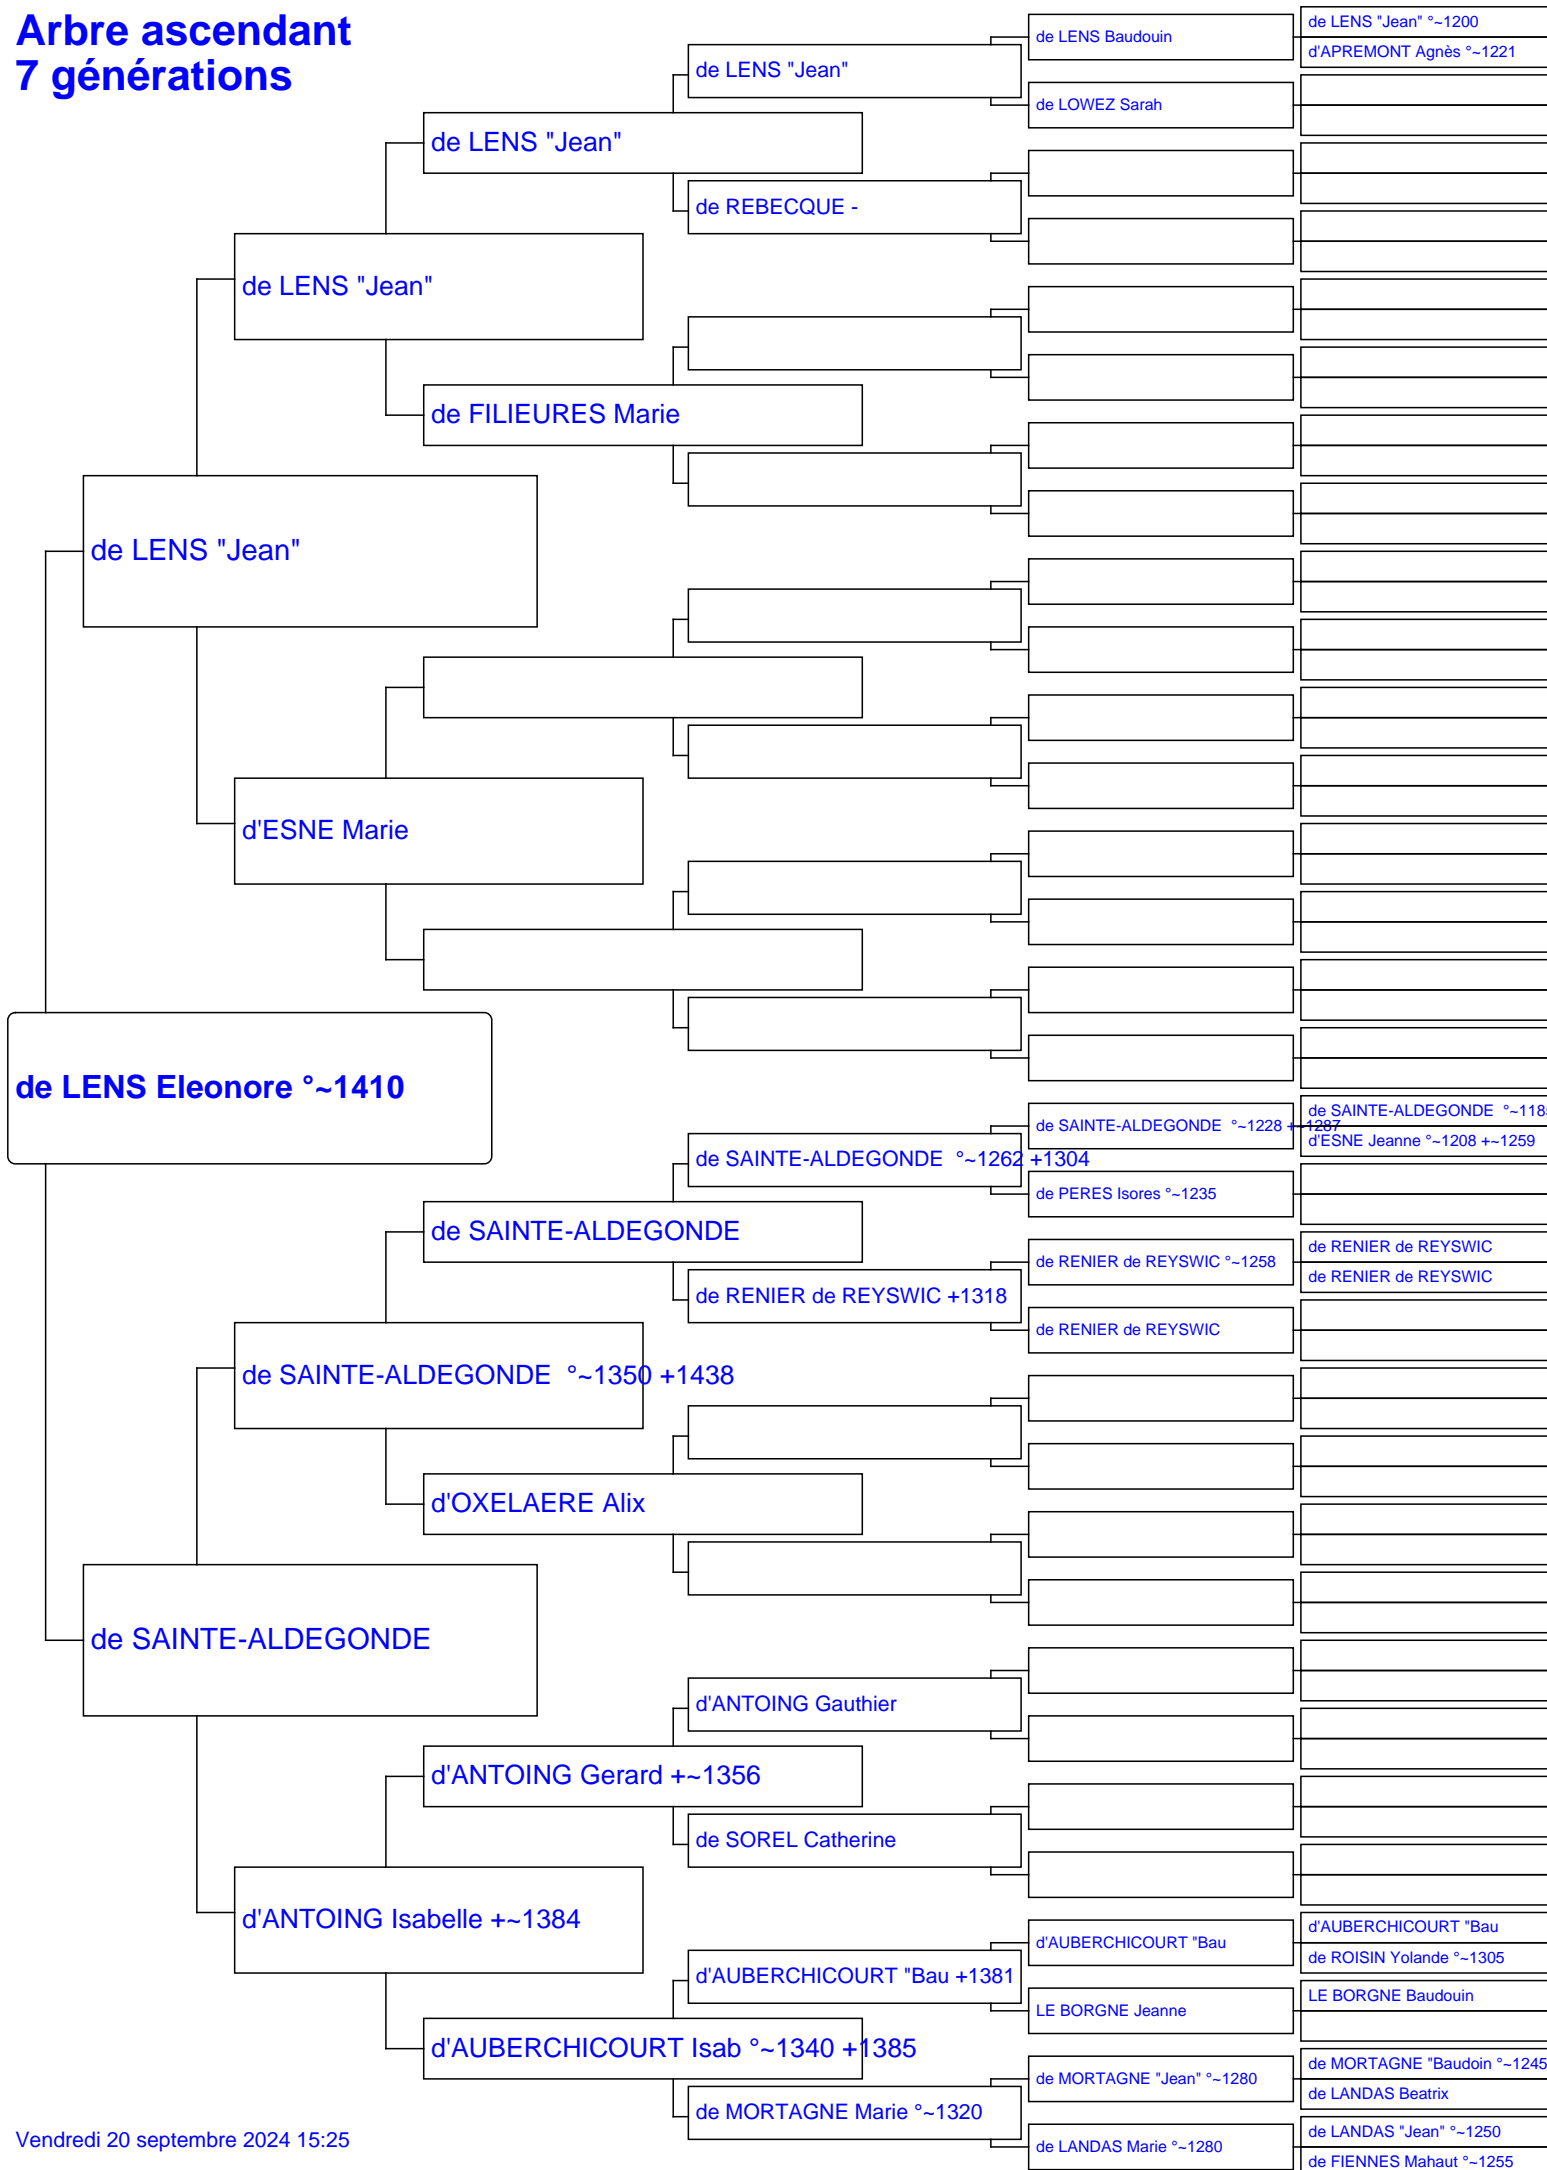 Arbre ascendant
7 générations
de LENS "Jean" °~1200
de LENS Baudouin
d'APREMONT Agnès °~1221
de LENS "Jean"
de LOWEZ Sarah
de LENS "Jean"
de REBECQUE -
de LENS "Jean"
de FILIEURES Marie
de LENS "Jean"
d'ESNE Marie
de LENS Eleonore °~1410
de SAINTE-ALDEGONDE °~1185
de SAINTE-ALDEGONDE °~1228 +~1287
d'ESNE Jeanne °~1208 +~1259
de SAINTE-ALDEGONDE °~1262 +1304
de PERES Isores °~1235
de SAINTE-ALDEGONDE
de RENIER de REYSWIC
de RENIER de REYSWIC °~1258
de RENIER de REYSWIC
de RENIER de REYSWIC +1318
de RENIER de REYSWIC
de SAINTE-ALDEGONDE °~1350 +1438
d'OXELAERE Alix
de SAINTE-ALDEGONDE
d'ANTOING Gauthier
d'ANTOING Gerard +~1356
de SOREL Catherine
d'ANTOING Isabelle +~1384
d'AUBERCHICOURT "Bau
d'AUBERCHICOURT "Bau
de ROISIN Yolande °~1305
d'AUBERCHICOURT "Bau +1381
LE BORGNE Baudouin
LE BORGNE Jeanne
d'AUBERCHICOURT Isab °~1340 +1385
de MORTAGNE "Baudoin °~1245
de MORTAGNE "Jean" °~1280
de LANDAS Beatrix
de MORTAGNE Marie °~1320
de LANDAS "Jean" °~1250
de LANDAS Marie °~1280
de FIENNES Mahaut °~1255
Vendredi 20 septembre 2024 15:25